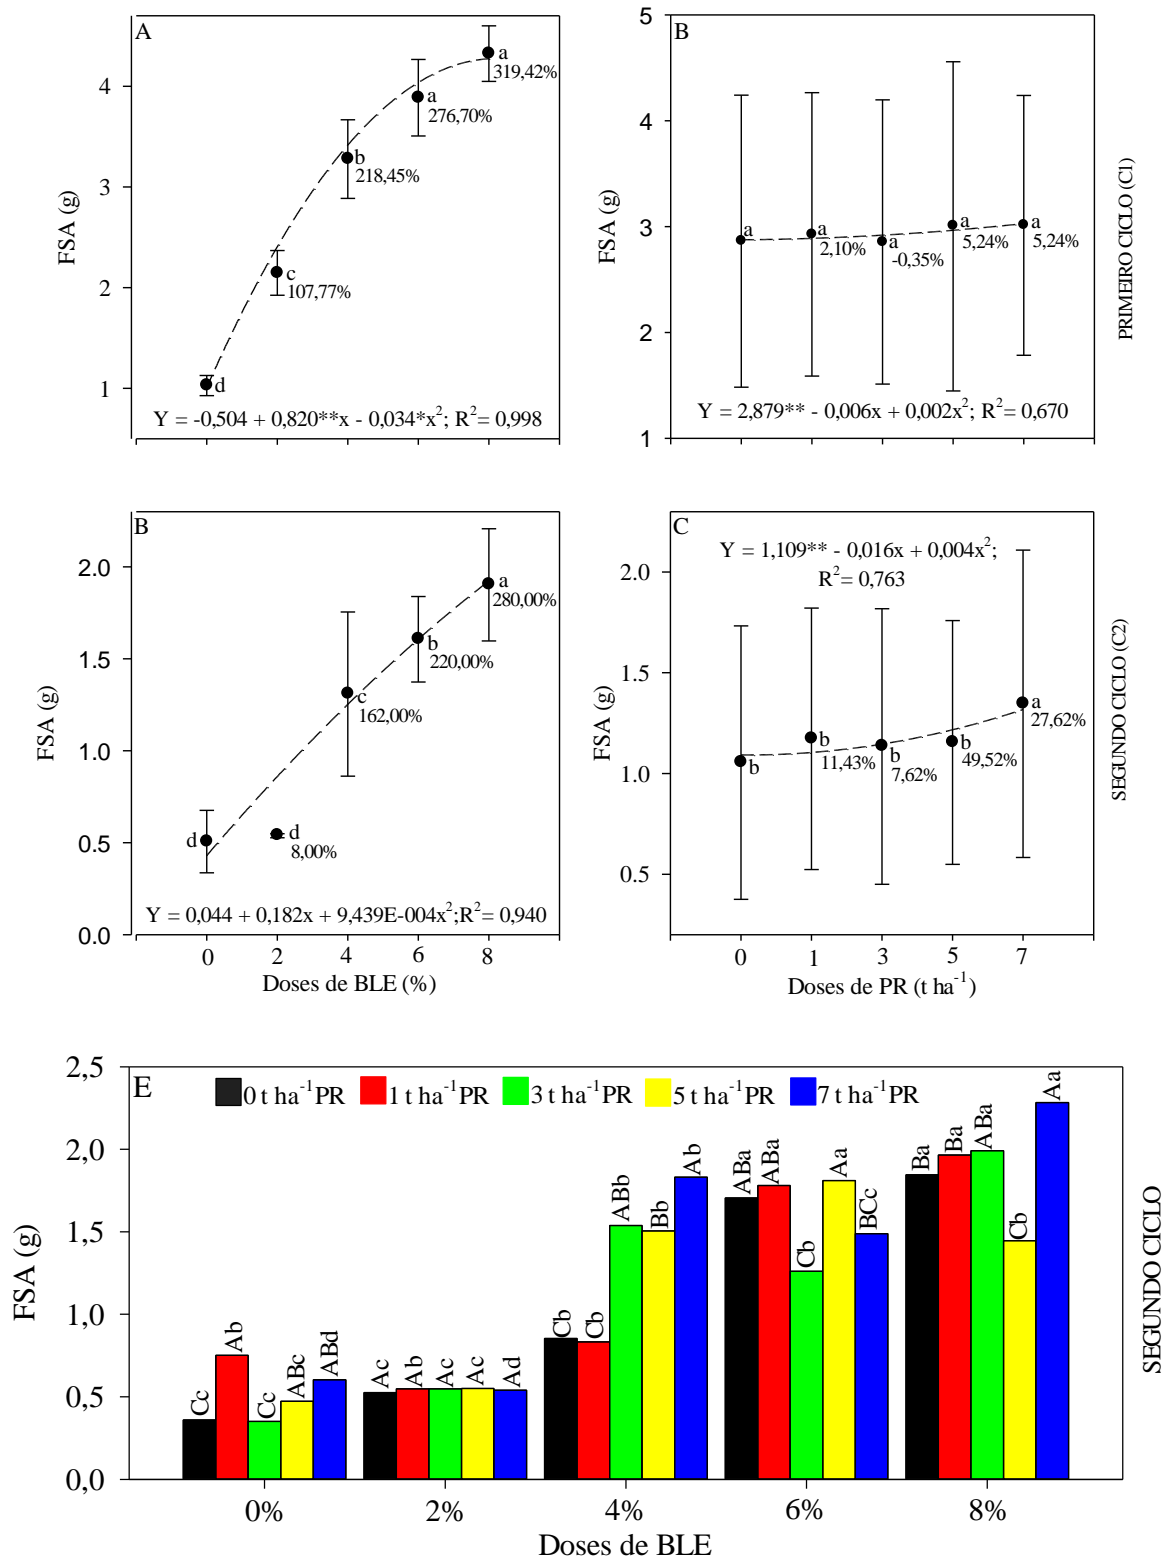 A
4
3
2
1
FSA (g)
a
319,42%
a
276,70%
b
218,45%
c
107,77%
d
Y = -0,504 + 0,820**x - 0,034*x²; R²= 0,998
B
5
4
3
2
1
FSA (g)
a
a
2,10%
a
-0,35%
a
5,24%
a
5,24%
Y = 2,879** - 0,006x + 0,002x²; R²= 0,670
PRIMEIRO CICLO (C1)
B
2.0
1.5
1.0
0.5
0.0
FSA (g)
a
280,00%
b
220,00%
c
162,00%
d
d
8,00%
Y = 0,044 + 0,182x + 9,439E-004x²;R²= 0,940
0 2 4 6 8
Doses de BLE (%)
C
Y = 1,109** - 0,016x + 0,004x²;
R²= 0,763
2.0
1.5
1.0
0.5
FSA (g)
a
27,62%
b
b
11,43%
b
7,62%
b
49,52%
0 1 3 5 7
Doses de PR (t ha⁻¹)
SEGUNDO CICLO (C2)
E
0 t ha⁻¹PR 1 t ha⁻¹PR 3 t ha⁻¹PR 5 t ha⁻¹PR 7 t ha⁻¹PR
2,5
2,0
1,5
1,0
0,5
0,0
FSA (g)
Cc Ab Cc ABc ABd
Ac Ab Ac Ac Ad
Cb Cb ABb Bb Ab
ABa ABa Cb Aa BCc
Ba Ba ABa Cb Aa
0% 2% 4% 6% 8%
Doses de BLE
SEGUNDO CICLO